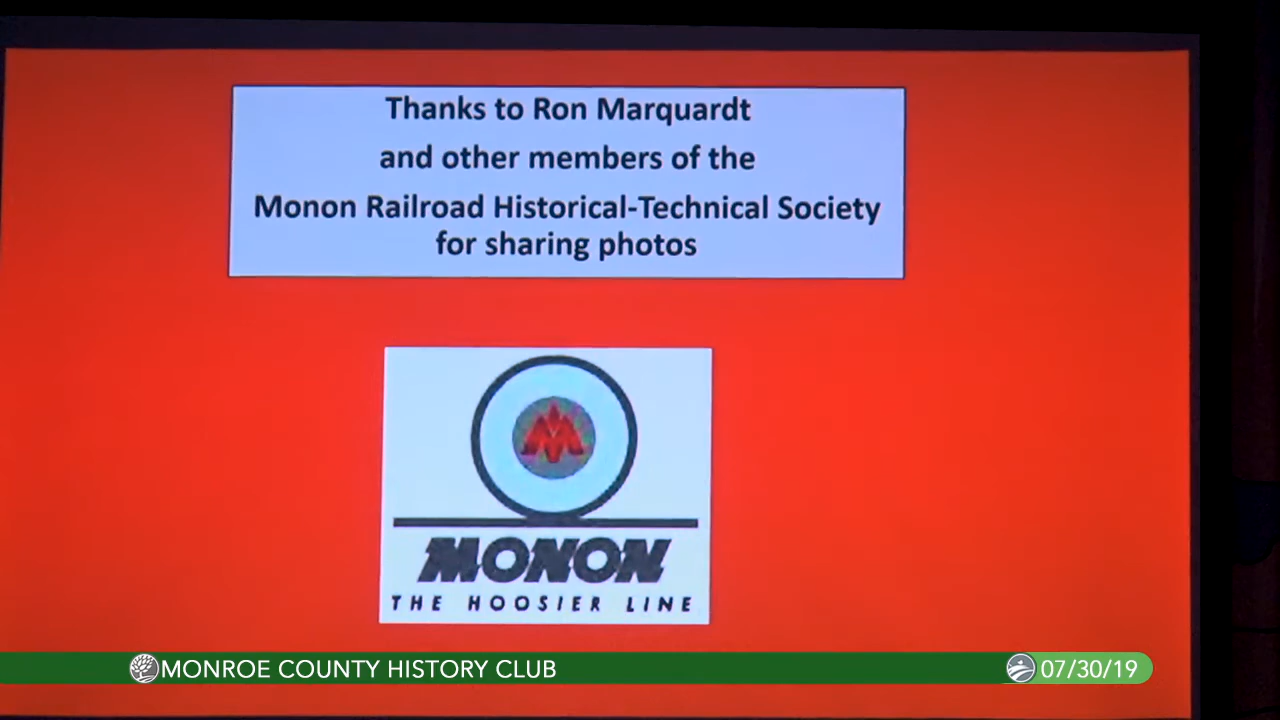 Thanks to Ron Marquardt
and other members of the
Monon Railroad Historical-Technical Society
for sharing photos
M
MONON
THE HOOSIER LINE
MONROE COUNTY HISTORY CLUB
07/30/19